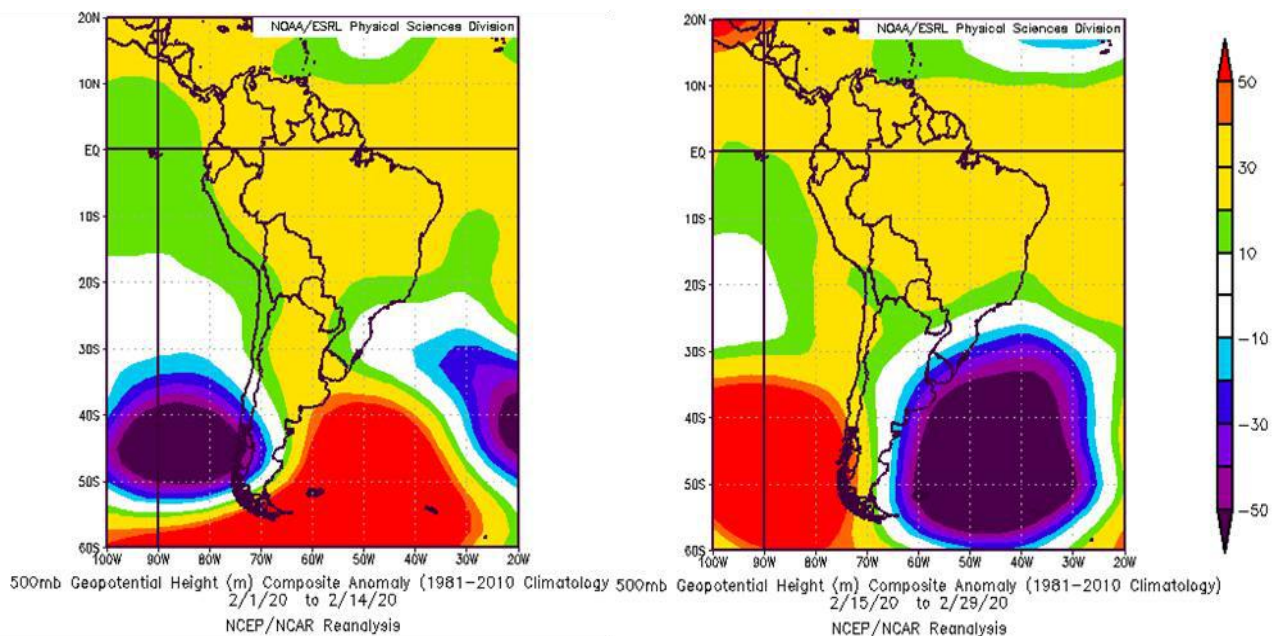 NOAA/ESRL Physical Sciences Division
20N
10N
EQ
10S
20S
30S
40S
50S
60S
100W 90W 80W 70W 60W 50W 40W 30W 20W
500mb Geopotential Height (m) Composite Anomaly (1981-2010 Climatology
2/1/20 to 2/14/20
NCEP/NCAR Reanalysis
NOAA/ESRL Physical Sciences Division
20N
10N
EQ
10S
20S
30S
40S
50S
60S
100W 90W 80W 70W 60W 50W 40W 30W 20W
500mb Geopotential Height (m) Composite Anomaly (1981-2010 Climatology)
2/15/20 to 2/29/20
NCEP/NCAR Reanalysis
50
30
10
-10
-30
-50